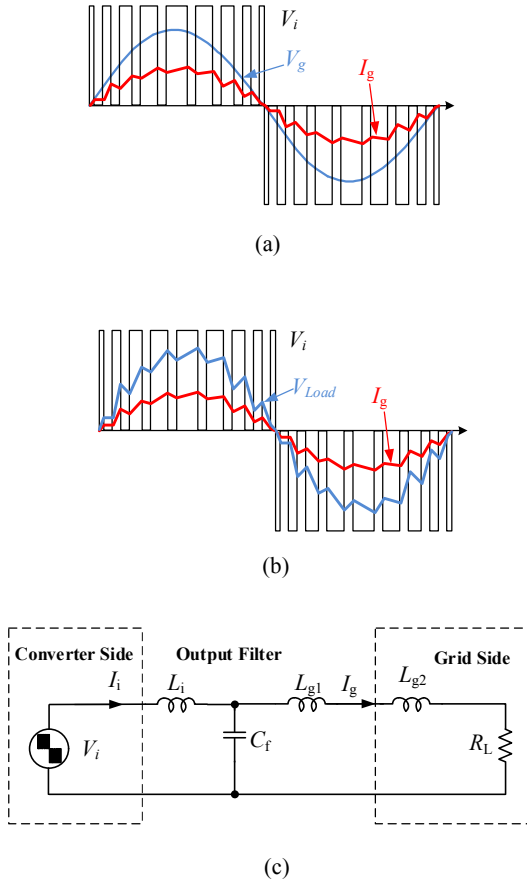 V_i
V_g
I_g
(a)
V_i
V_Load
I_g
(b)
Converter Side
Output Filter
Grid Side
I_i
L_i
L_g1
I_g
L_g2
V_i
C_f
R_L
(c)